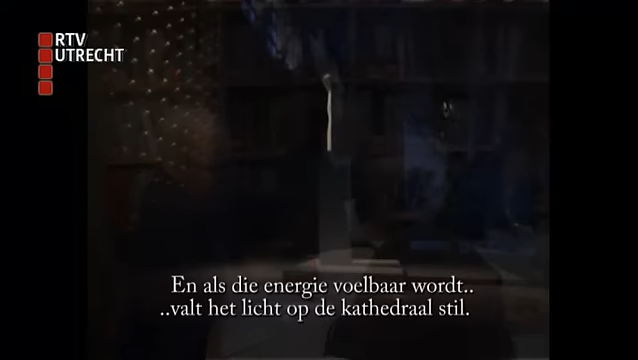 RTV
UTRECHT
En als die energie voelbaar wordt..
..valt het licht op de kathedraal stil.